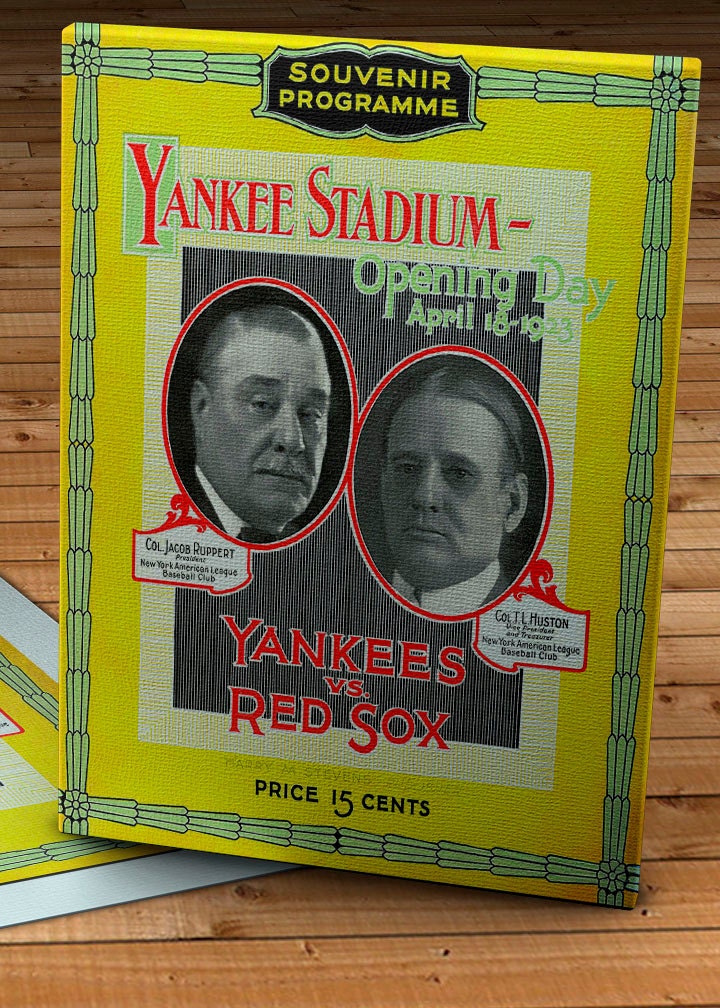 SOUVENIR
PROGRAMME
YANKEE STADIUM-
Opening Day
April 18-1923
COL. JACOB RUPPERT
President
New York American League
Baseball Club
COL. T. L. HUSTON
Vice President
and Treasurer
New York American League
Baseball Club
YANKEES
VS.
RED SOX
HARRY M. STEVENS
PRICE 15 CENTS